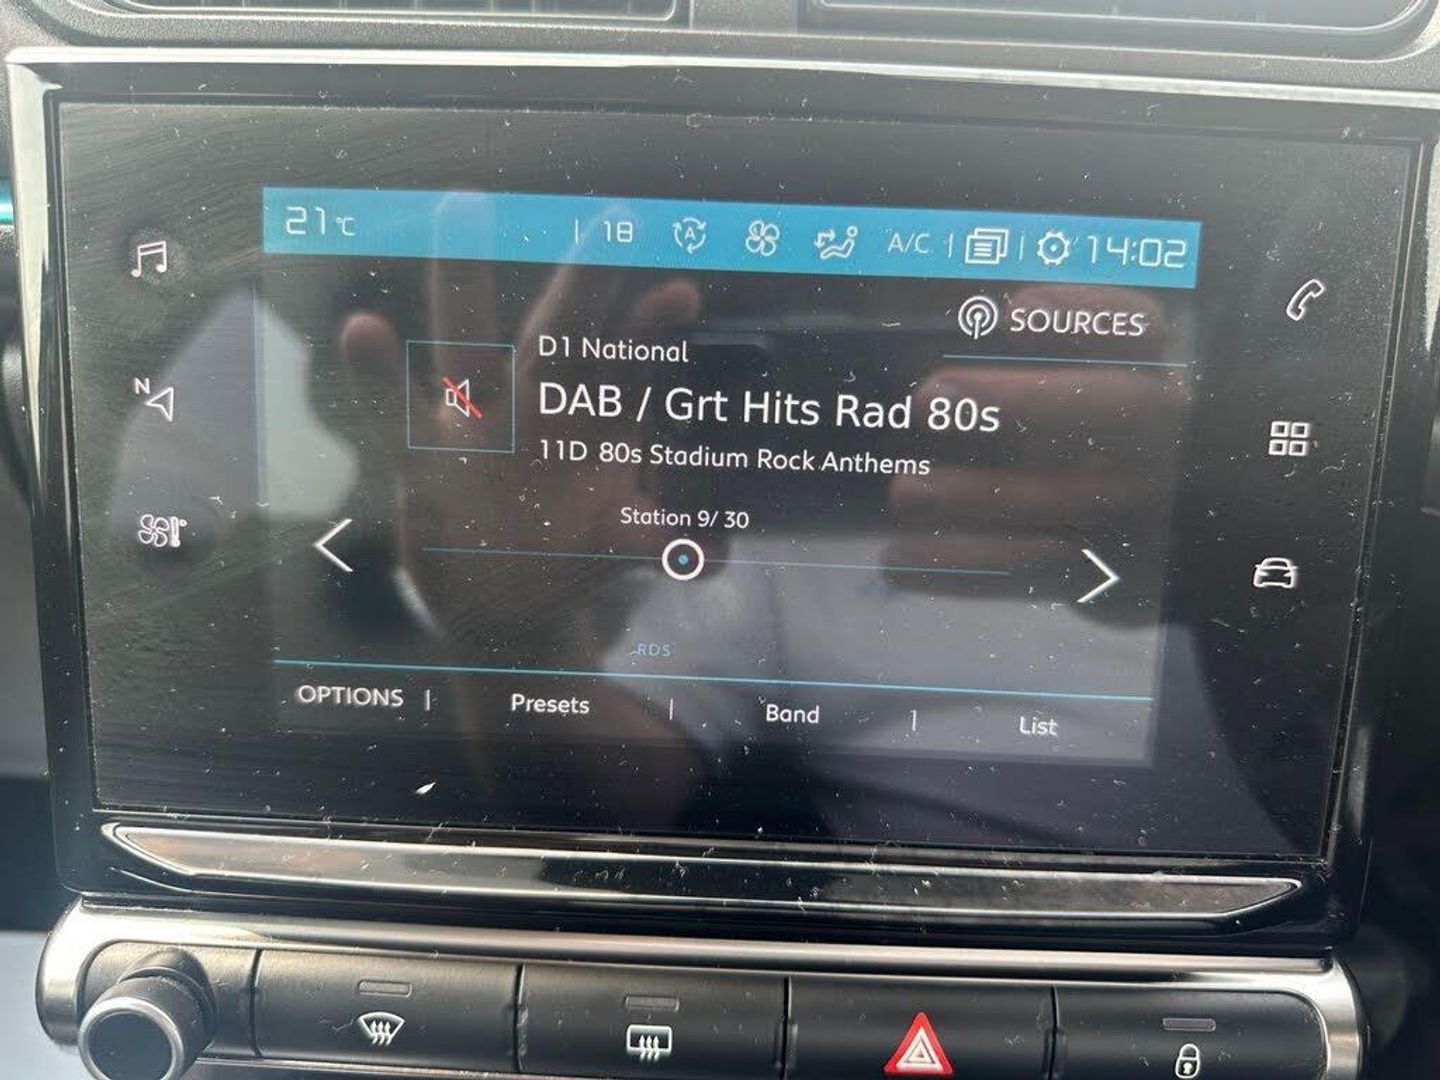 21 °C | 18 A A/C | | 14:02
SOURCES
D1 National
DAB / Grt Hits Rad 80s
11D 80s Stadium Rock Anthems
N
Station 9/ 30
RDS
OPTIONS | Presets | Band | List